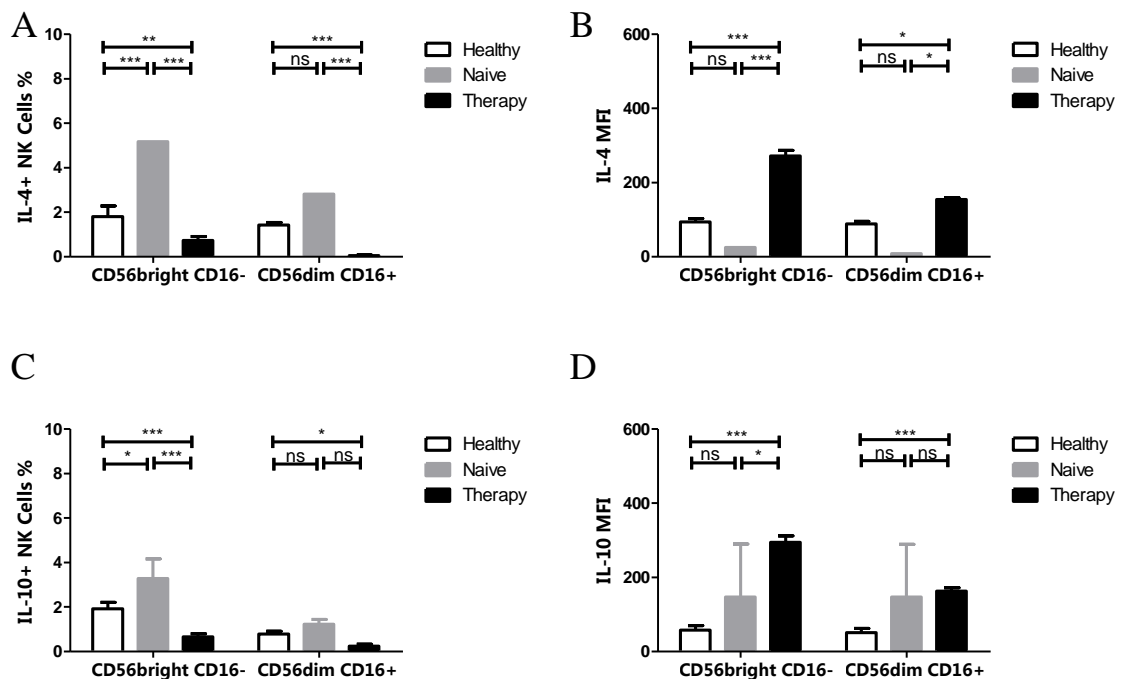 A
IL-4+ NK Cells %
10
8
6
4
2
0
**
***
*** ***
ns ***
CD56bright CD16-
CD56dim CD16+
Healthy
Naive
Therapy
B
IL-4 MFI
600
400
200
0
***
*
ns ***
ns *
CD56bright CD16-
CD56dim CD16+
Healthy
Naive
Therapy
C
IL-10+ NK Cells %
10
8
6
4
2
0
***
*
* ***
ns ns
CD56bright CD16-
CD56dim CD16+
Healthy
Naive
Therapy
D
IL-10 MFI
600
400
200
0
***
***
ns *
ns ns
CD56bright CD16-
CD56dim CD16+
Healthy
Naive
Therapy